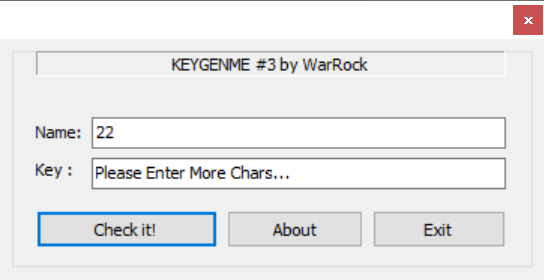 KEYGENME #3 by WarRock
Name: 22
Key : Please Enter More Chars...
Check it! About Exit